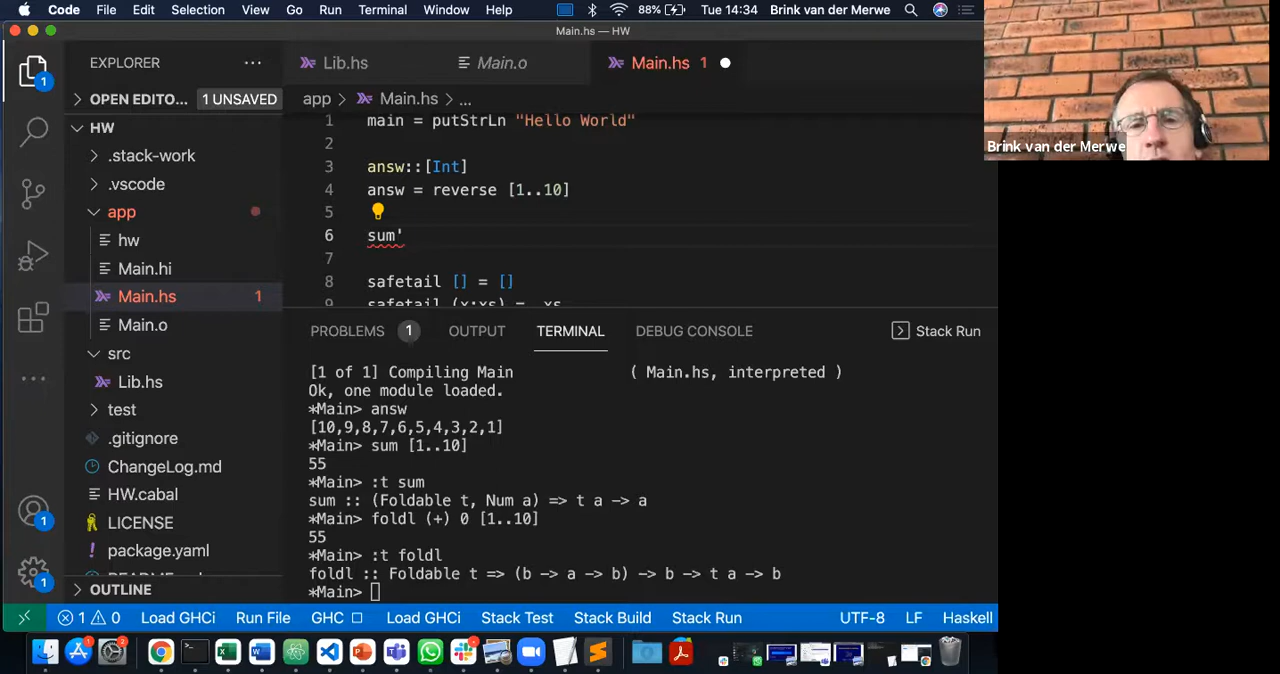 Code File Edit Selection View Go Run Terminal Window Help 88% Tue 14:34 Brink van der Merwe
Main.hs — HW
EXPLORER ...
Lib.hs Main.o Main.hs 1
OPEN EDITO... 1 UNSAVED
app > Main.hs > ...
HW
.stack-work
.vscode
app
hw
Main.hi
Main.hs 1
Main.o
src
Lib.hs
test
.gitignore
ChangeLog.md
HW.cabal
LICENSE
package.yaml
OUTLINE
1 main = putStrLn "Hello World"
2
3 answ::[Int]
4 answ = reverse [1..10]
5
6 sum'
7
8 safetail [] = []
9 safetail (x:xs) = xs
PROBLEMS 1 OUTPUT TERMINAL DEBUG CONSOLE Stack Run
[1 of 1] Compiling Main ( Main.hs, interpreted )
Ok, one module loaded.
*Main> answ
[10,9,8,7,6,5,4,3,2,1]
*Main> sum [1..10]
55
*Main> :t sum
sum :: (Foldable t, Num a) => t a -> a
*Main> foldl (+) 0 [1..10]
55
*Main> :t foldl
foldl :: Foldable t => (b -> a -> b) -> b -> t a -> b
*Main>
1 0 Load GHCi Run File GHC Load GHCi Stack Test Stack Build Stack Run UTF-8 LF Haskell
Brink van der Merwe